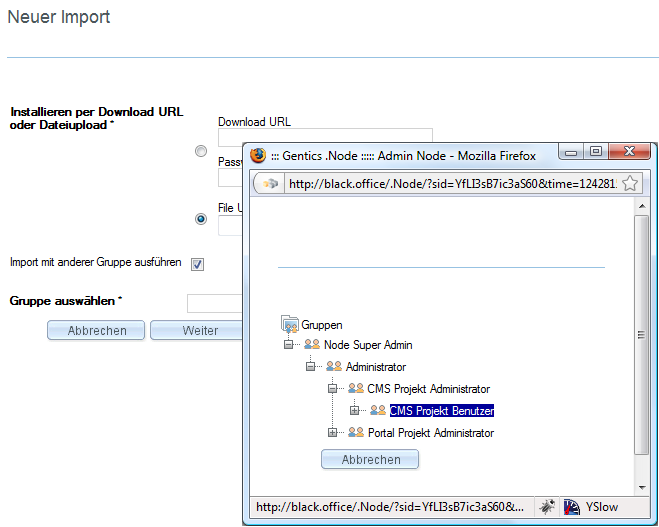 Neuer Import
Installieren per Download URL
oder Dateiupload *
Download URL
Passw
File U
Import mit anderer Gruppe ausführen
Gruppe auswählen *
Abbrechen
Weiter
::: Gentics .Node ::::: Admin Node - Mozilla Firefox
http://black.office/.Node/?sid=YfLI3sB7ic3aS60&time=124281
Gruppen
Node Super Admin
Administrator
CMS Projekt Administrator
CMS Projekt Benutzer
Portal Projekt Administrator
Abbrechen
http://black.office/.Node/?sid=YfLI3sB7ic3aS60&...
YSlow